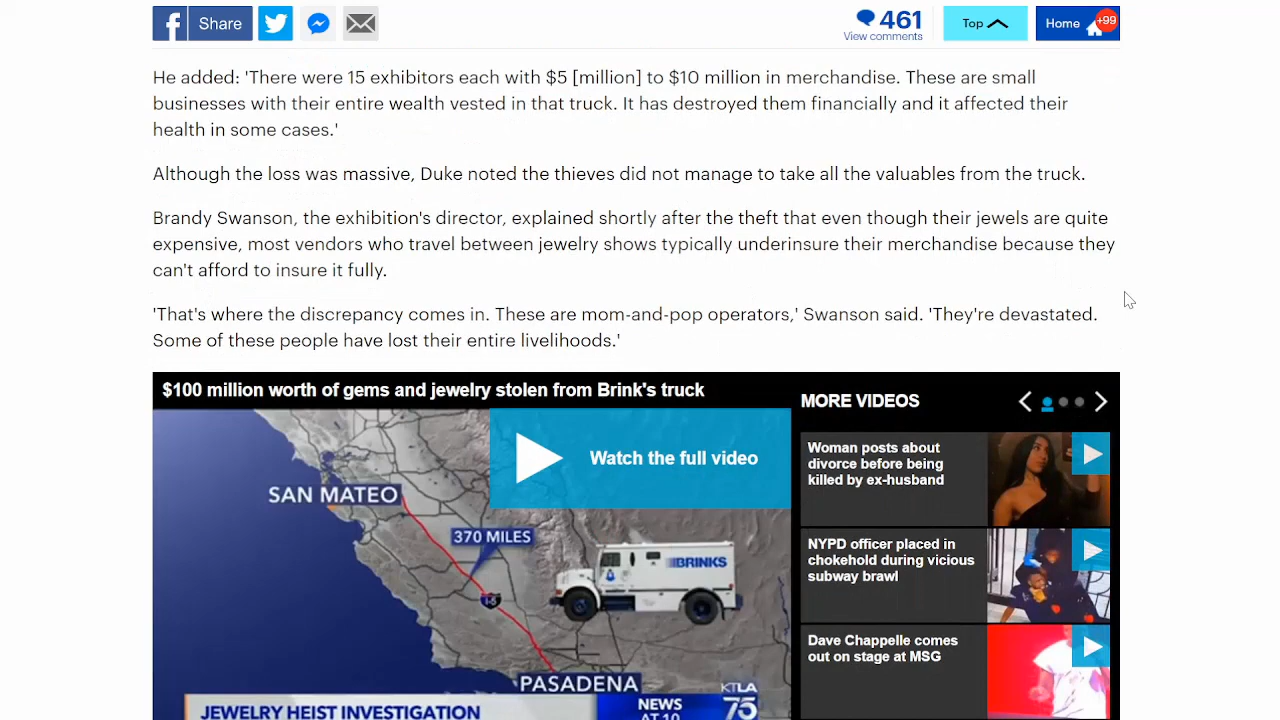 Share
461
View comments
Top
Home
+99
He added: 'There were 15 exhibitors each with $5 [million] to $10 million in merchandise. These are small
businesses with their entire wealth vested in that truck. It has destroyed them financially and it affected their
health in some cases.'
Although the loss was massive, Duke noted the thieves did not manage to take all the valuables from the truck.
Brandy Swanson, the exhibition's director, explained shortly after the theft that even though their jewels are quite
expensive, most vendors who travel between jewelry shows typically underinsure their merchandise because they
can't afford to insure it fully.
'That's where the discrepancy comes in. These are mom-and-pop operators,' Swanson said. 'They're devastated.
Some of these people have lost their entire livelihoods.'
$100 million worth of gems and jewelry stolen from Brink's truck
Watch the full video
SAN MATEO
370 MILES
BRINKS
I-5
PASADENA
JEWELRY HEIST INVESTIGATION
NEWS
AT 10
KTLA
75
MORE VIDEOS
Woman posts about
divorce before being
killed by ex-husband
NYPD officer placed in
chokehold during vicious
subway brawl
Dave Chappelle comes
out on stage at MSG